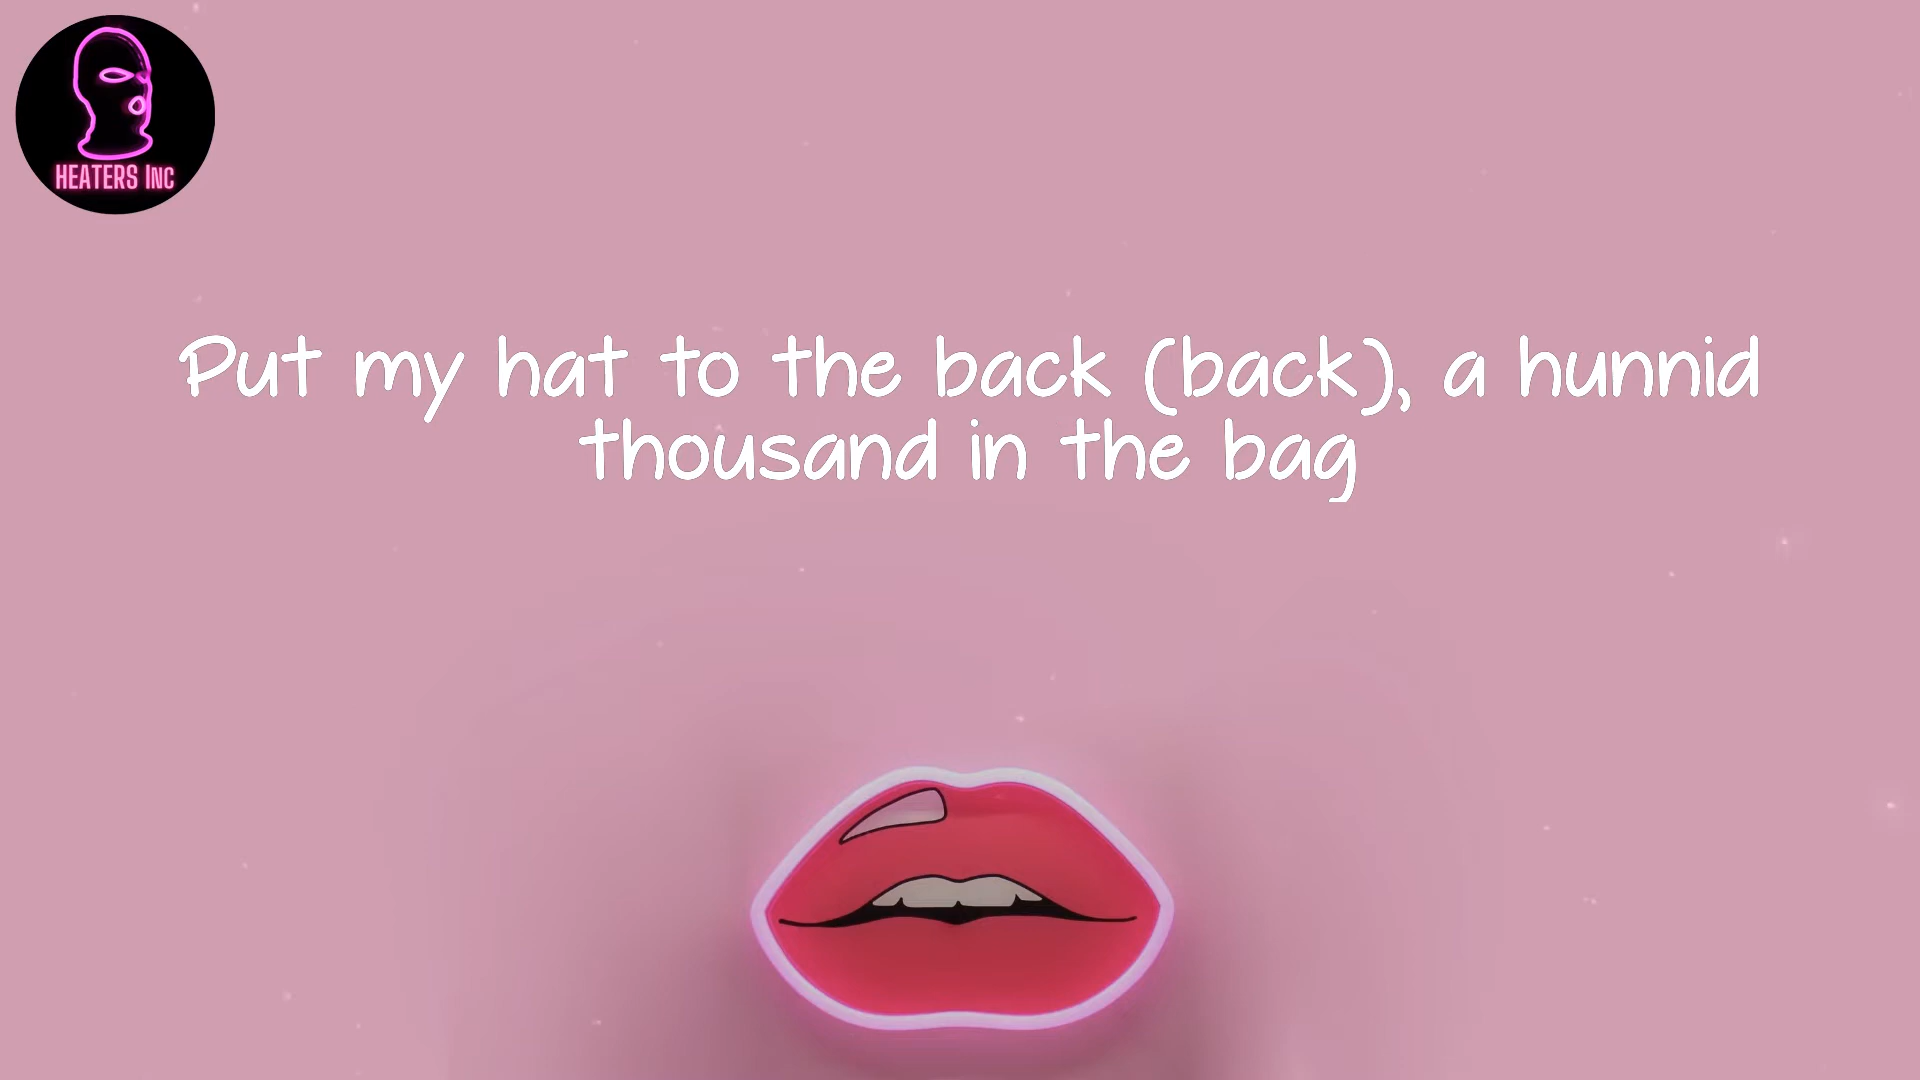 HEATERS INC
Put my hat to the back (back), a hunnid
thousand in the bag